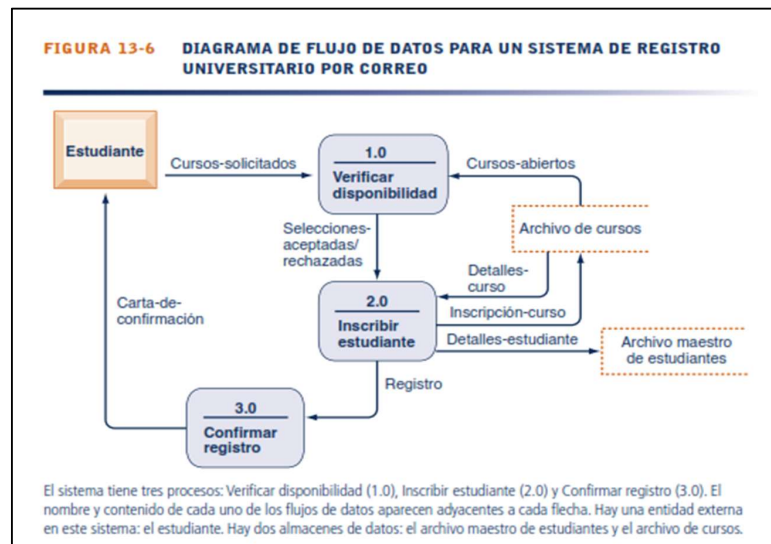 FIGURA 13-6 DIAGRAMA DE FLUJO DE DATOS PARA UN SISTEMA DE REGISTRO
UNIVERSITARIO POR CORREO
Estudiante
Cursos-solicitados
1.0
Verificar
disponibilidad
Cursos-abiertos
Archivo de cursos
Selecciones-
aceptadas/
rechazadas
Detalles-
curso
Carta-de-
confirmación
2.0
Inscribir
estudiante
Inscripción-curso
Detalles-estudiante
Archivo maestro
de estudiantes
Registro
3.0
Confirmar
registro
El sistema tiene tres procesos: Verificar disponibilidad (1.0), Inscribir estudiante (2.0) y Confirmar registro (3.0). El
nombre y contenido de cada uno de los flujos de datos aparecen adyacentes a cada flecha. Hay una entidad externa
en este sistema: el estudiante. Hay dos almacenes de datos: el archivo maestro de estudiantes y el archivo de cursos.